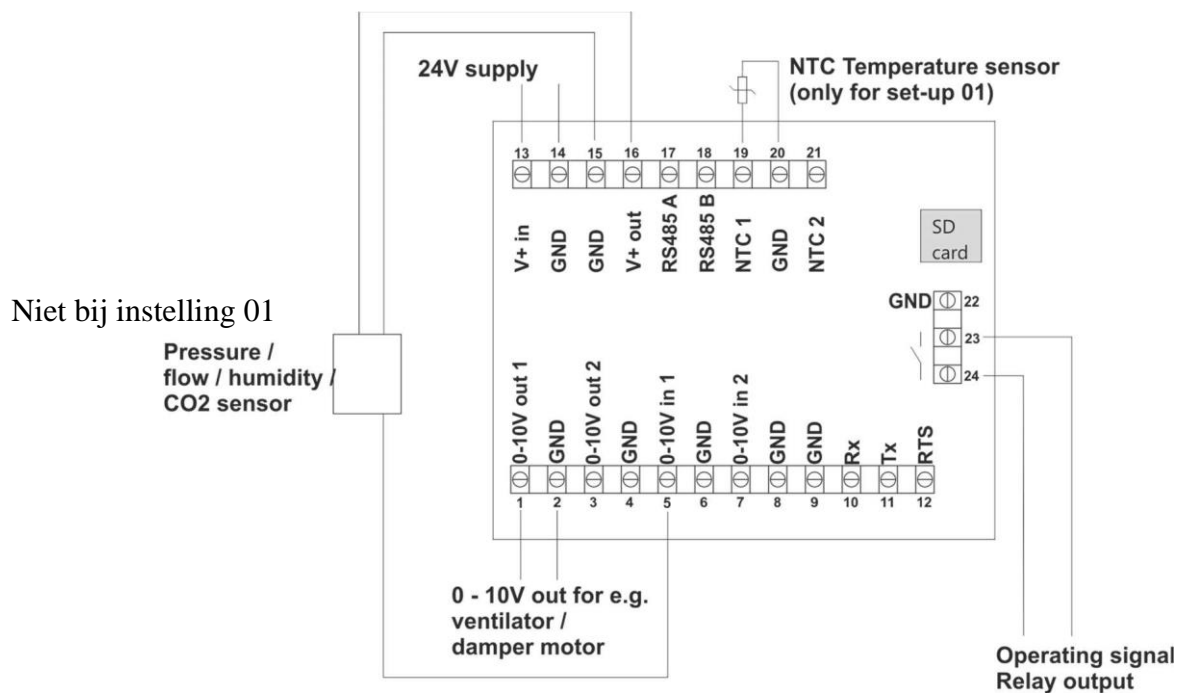 24V supply
NTC Temperature sensor
(only for set-up 01)
13 14 15 16 17 18 19 20 21
V+ in
GND
GND
V+ out
RS485 A
RS485 B
NTC 1
GND
NTC 2
SD
card
Niet bij instelling 01
Pressure /
flow / humidity /
CO2 sensor
GND 22
23
24
0-10V out 1
GND
0-10V out 2
GND
0-10V in 1
GND
0-10V in 2
GND
GND
Rx
Tx
RTS
1 2 3 4 5 6 7 8 9 10 11 12
0 - 10V out for e.g.
ventilator /
damper motor
Operating signal
Relay output